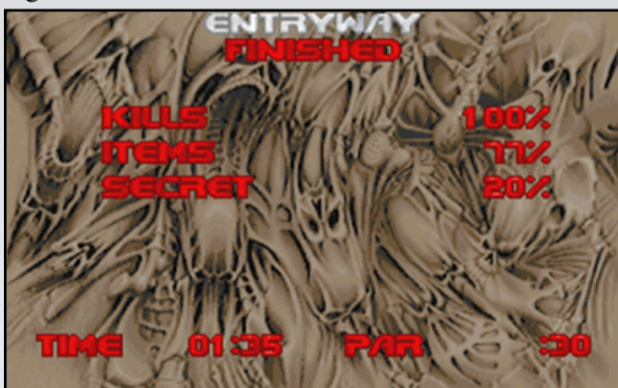 ENTRYWAY
FINISHED
KILLS 100%
ITEMS 77%
SECRET 20%
TIME 01:35 PAR :30